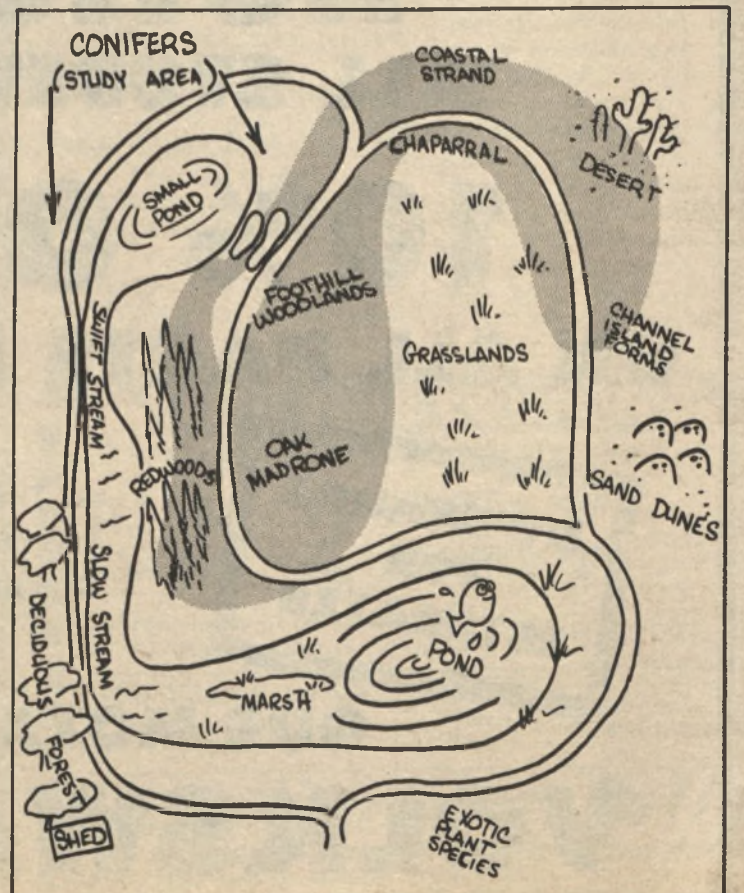 CONIFERS
(STUDY AREA)
COASTAL
STRAND
CHAPARRAL
DESERT
SMALL
POND
FOOTHILL
WOODLANDS
CHANNEL
ISLAND
FORMS
SWIFT STREAM
GRASSLANDS
OAK
MADRONE
REDWOODS
SAND DUNES
SLOW STREAM
DECIDUOUS
FOREST
POND
MARSH
SHED
EXOTIC
PLANT
SPECIES